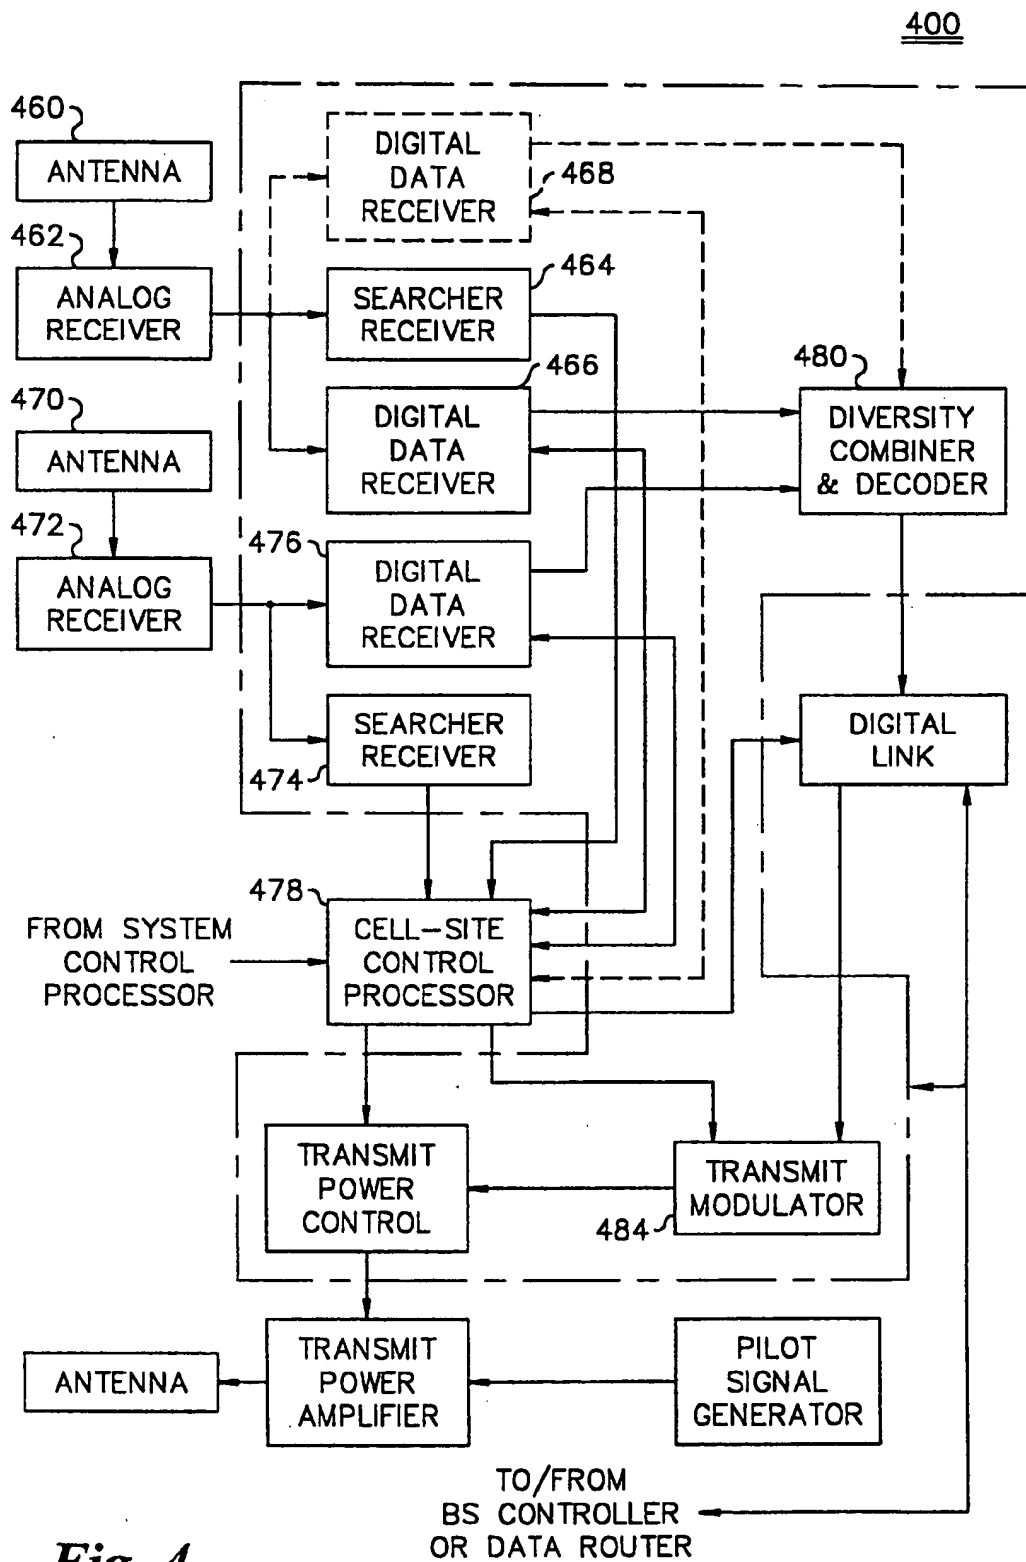 400
460
ANTENNA
DIGITAL
DATA
RECEIVER
468
462
ANALOG
RECEIVER
SEARCHER
RECEIVER
464
466
480
470
ANTENNA
DIGITAL
DATA
RECEIVER
DIVERSITY
COMBINER
& DECODER
472
ANALOG
RECEIVER
476
DIGITAL
DATA
RECEIVER
SEARCHER
RECEIVER
474
DIGITAL
LINK
478
FROM SYSTEM
CONTROL
PROCESSOR
CELL-SITE
CONTROL
PROCESSOR
TRANSMIT
POWER
CONTROL
TRANSMIT
MODULATOR
484
ANTENNA
TRANSMIT
POWER
AMPLIFIER
PILOT
SIGNAL
GENERATOR
TO/FROM
BS CONTROLLER
OR DATA ROUTER
Fig. 4